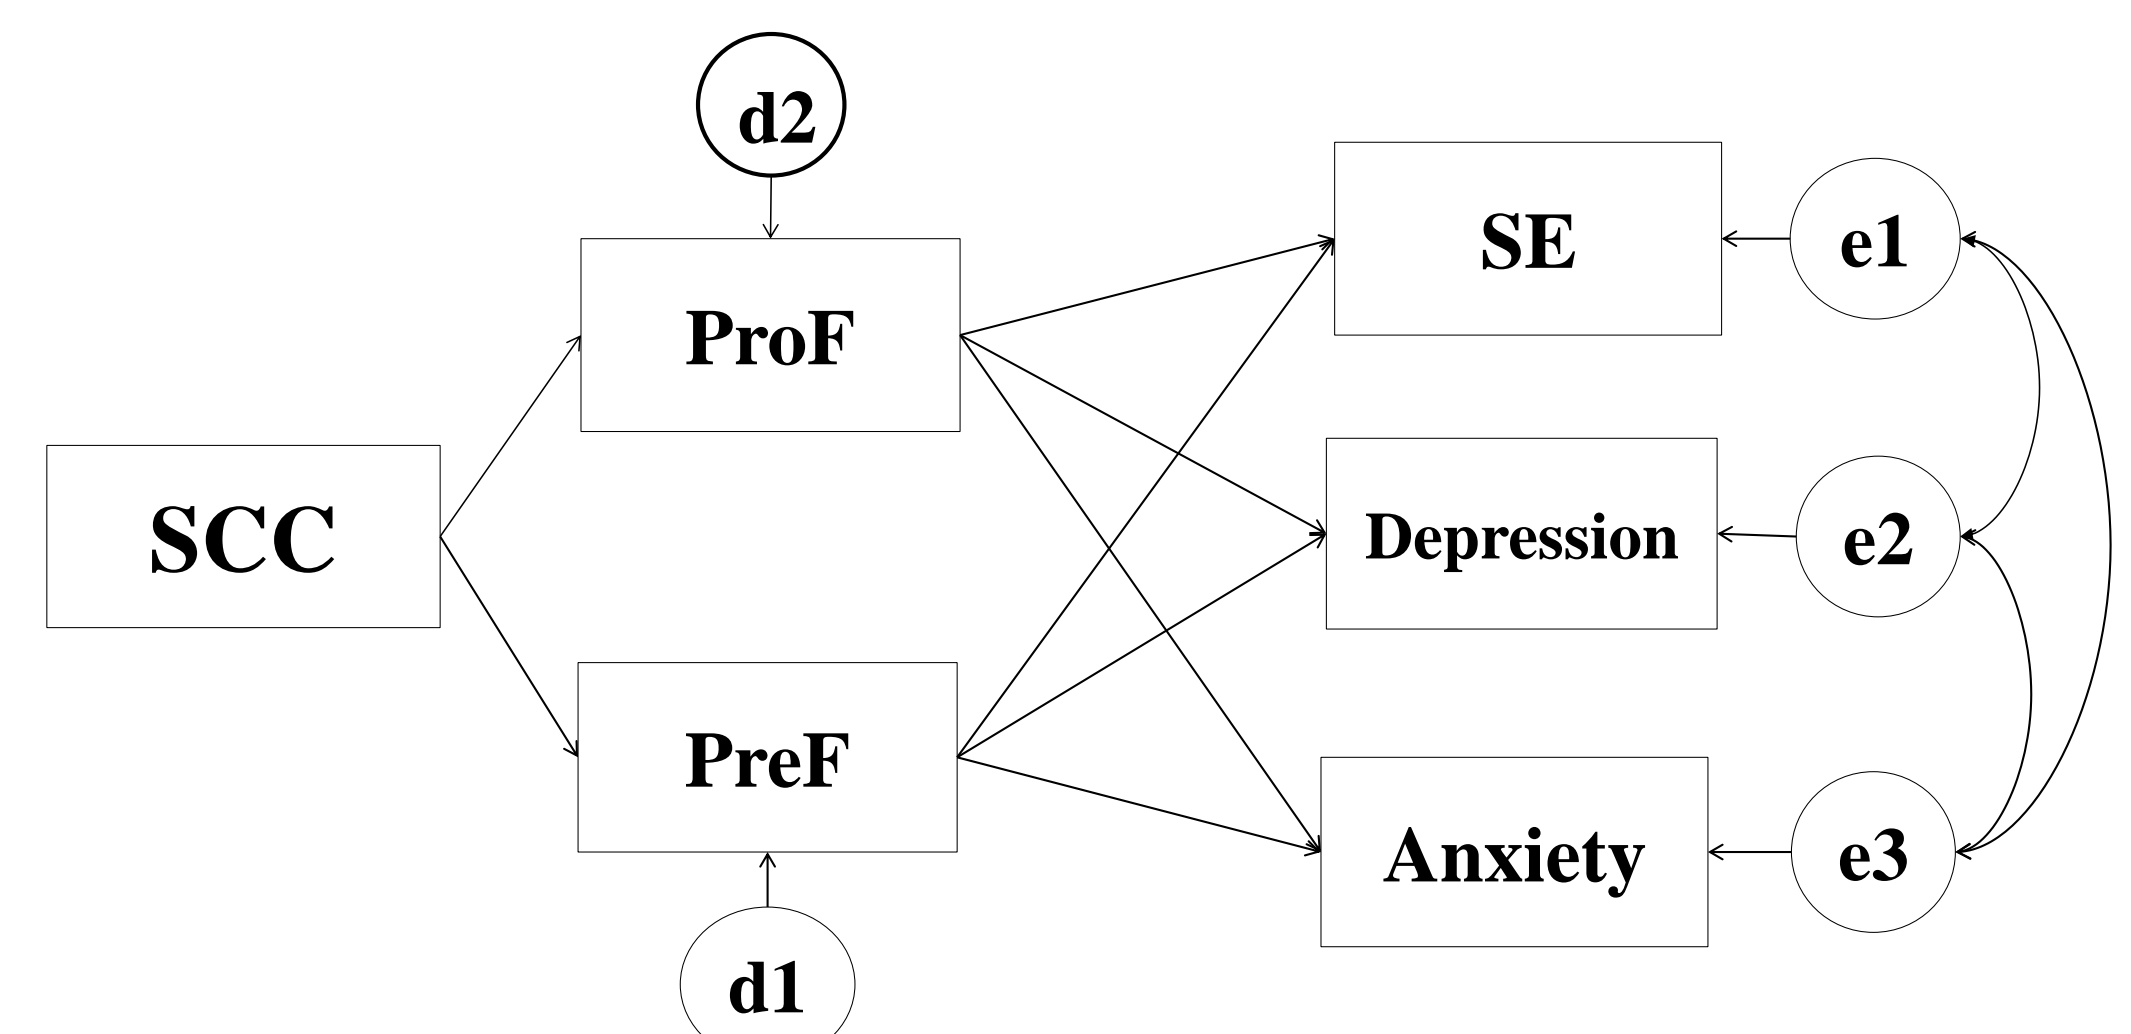 d2
SE
e1
ProF
SCC
Depression
e2
PreF
Anxiety
e3
d1